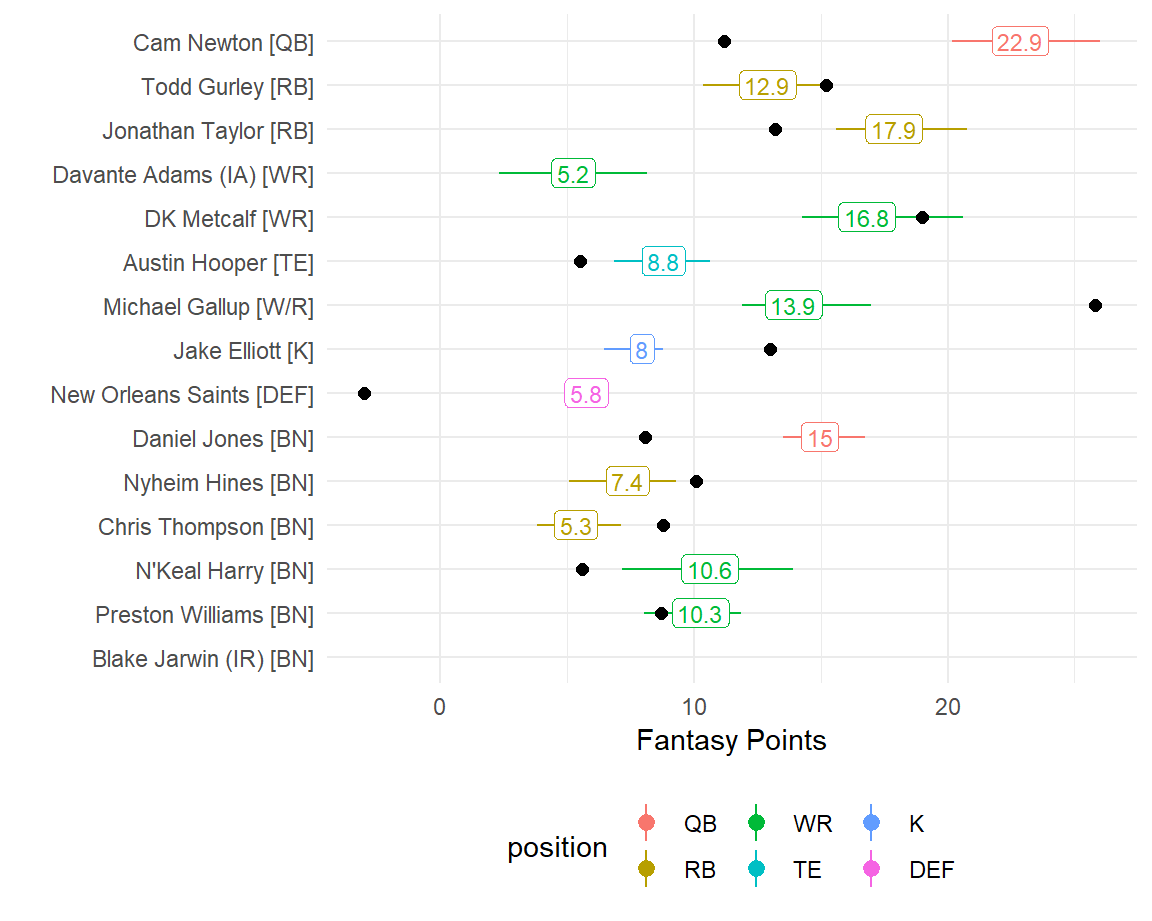 Cam Newton [QB] 22.9
Todd Gurley [RB] 12.9
Jonathan Taylor [RB] 17.9
Davante Adams (IA) [WR] 5.2
DK Metcalf [WR] 16.8
Austin Hooper [TE] 8.8
Michael Gallup [W/R] 13.9
Jake Elliott [K] 8
New Orleans Saints [DEF] 5.8
Daniel Jones [BN] 15
Nyheim Hines [BN] 7.4
Chris Thompson [BN] 5.3
N'Keal Harry [BN] 10.6
Preston Williams [BN] 10.3
Blake Jarwin (IR) [BN]
0 10 20
Fantasy Points
position
QB WR K
RB TE DEF